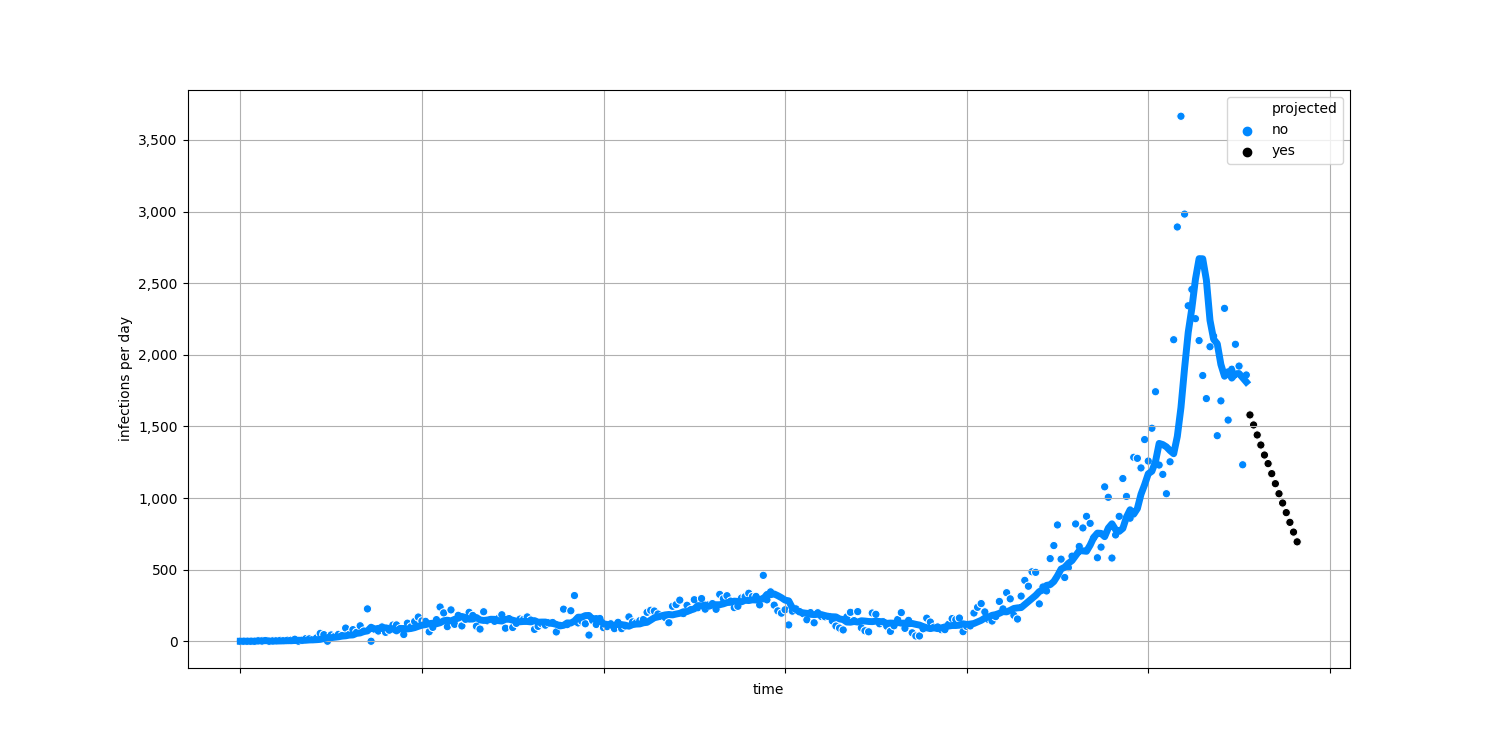 projected
no
yes
3,500
3,000
2,500
2,000
1,500
1,000
500
0
infections per day
time